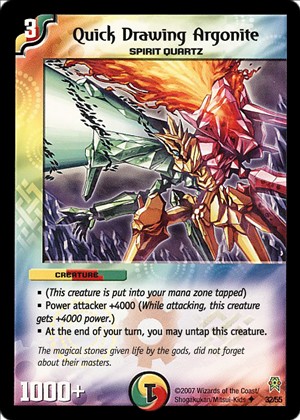 3
Quick Drawing Argonite
SPIRIT QUARTZ
CREATURE
▪ (This creature is put into your mana zone tapped)
▪ Power attacker +4000 (While attacking, this creature
gets +4000 power.)
▪ At the end of your turn, you may untap this creature.
The magical stones given life by the gods, did not forget
about their masters.
1000+
1
©2007 Wizards of the Coast/
Shogakukan/Mitsui-Kids
32/55